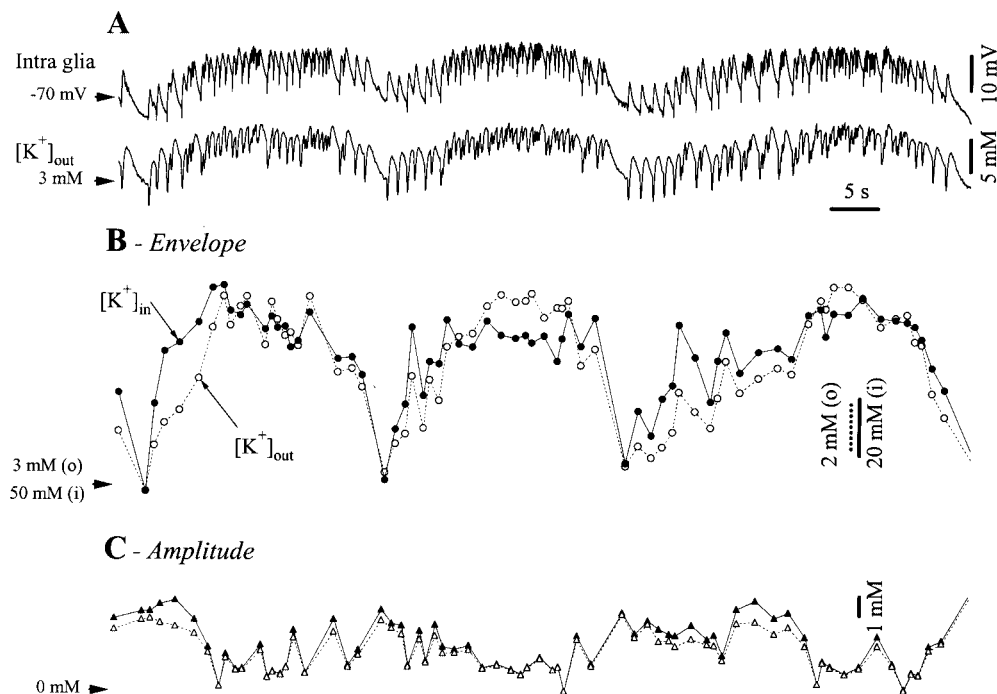 A
Intra glia
-70 mV
10 mV
[K+]out
3 mM
5 mM
5 s
B - Envelope
[K+]in
[K+]out
2 mM (o)
20 mM (i)
3 mM (o)
50 mM (i)
C - Amplitude
1 mM
0 mM